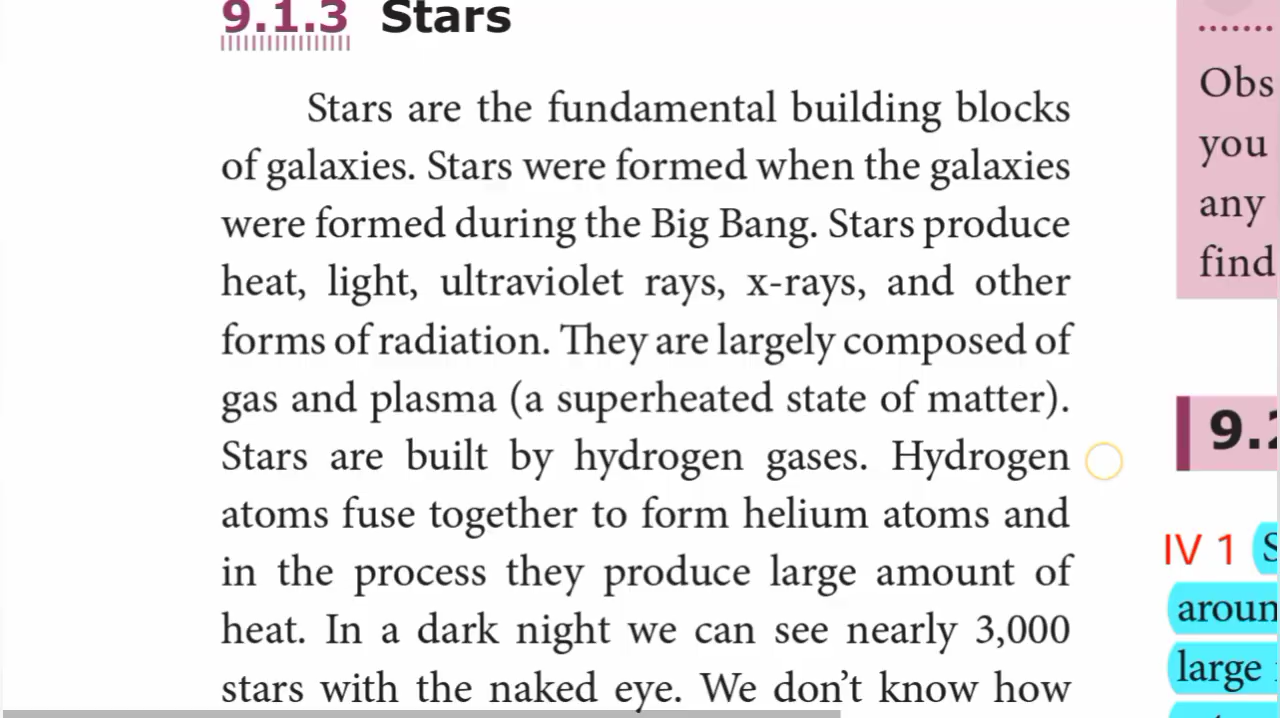 9.1.3 Stars
Stars are the fundamental building blocks
of galaxies. Stars were formed when the galaxies
were formed during the Big Bang. Stars produce
heat, light, ultraviolet rays, x-rays, and other
forms of radiation. They are largely composed of
gas and plasma (a superheated state of matter).
Stars are built by hydrogen gases. Hydrogen
atoms fuse together to form helium atoms and
in the process they produce large amount of
heat. In a dark night we can see nearly 3,000
stars with the naked eye. We don't know how
Obs
you
any
find
9.2
IV 1 S
aroun
large